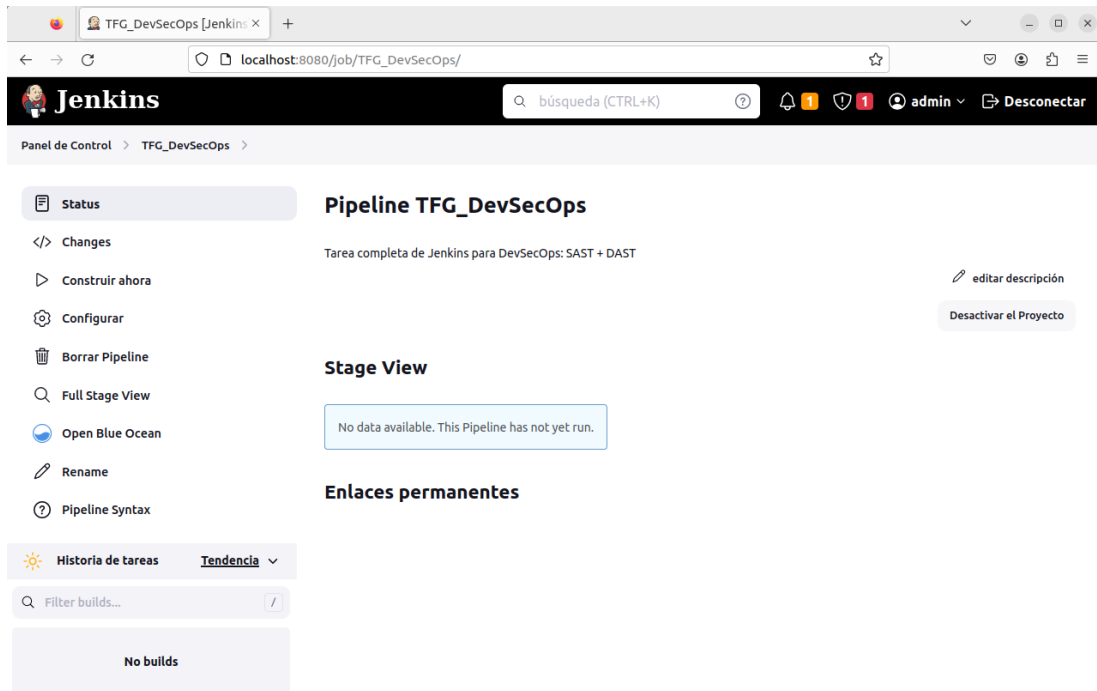 TFG_DevSecOps [Jenkins
localhost:8080/job/TFG_DevSecOps/
Jenkins
búsqueda (CTRL+K)
1
1
admin
Desconectar
Panel de Control > TFG_DevSecOps >
Status
Changes
Construir ahora
Configurar
Borrar Pipeline
Full Stage View
Open Blue Ocean
Rename
Pipeline Syntax
Historia de tareas
Tendencia
Filter builds...
/
No builds
Pipeline TFG_DevSecOps
Tarea completa de Jenkins para DevSecOps: SAST + DAST
editar descripción
Desactivar el Proyecto
Stage View
No data available. This Pipeline has not yet run.
Enlaces permanentes